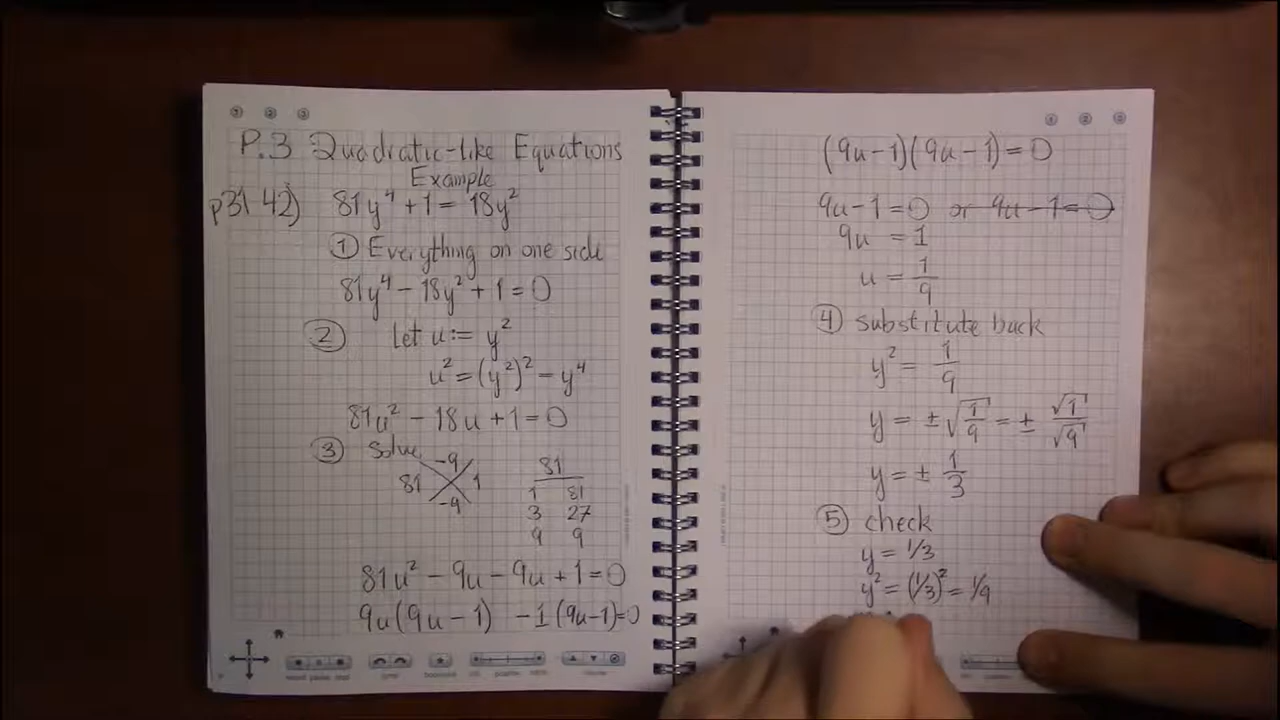 P.3 Quadratic-like Equations
Example
p31 42) 81y⁴ + 1 = 18y²
① Everything on one side
81y⁴ - 18y² + 1 = 0
② let u := y²
u² = (y²)² = y⁴
81u² - 18u + 1 = 0
③ Solve
-9
81 1
-9
81
1 81
3 27
9 9
81u² - 9u - 9u + 1 = 0
9u(9u - 1) - 1(9u-1)=0
(9u-1)(9u-1)=0
9u-1=0 or 9u-1=0
9u = 1
u = 1/9
④ substitute back
y² = 1/9
y = ±√(1/9) = ± √1/√9
y = ± 1/3
⑤ check
y = 1/3
y² = (1/3)² = 1/9